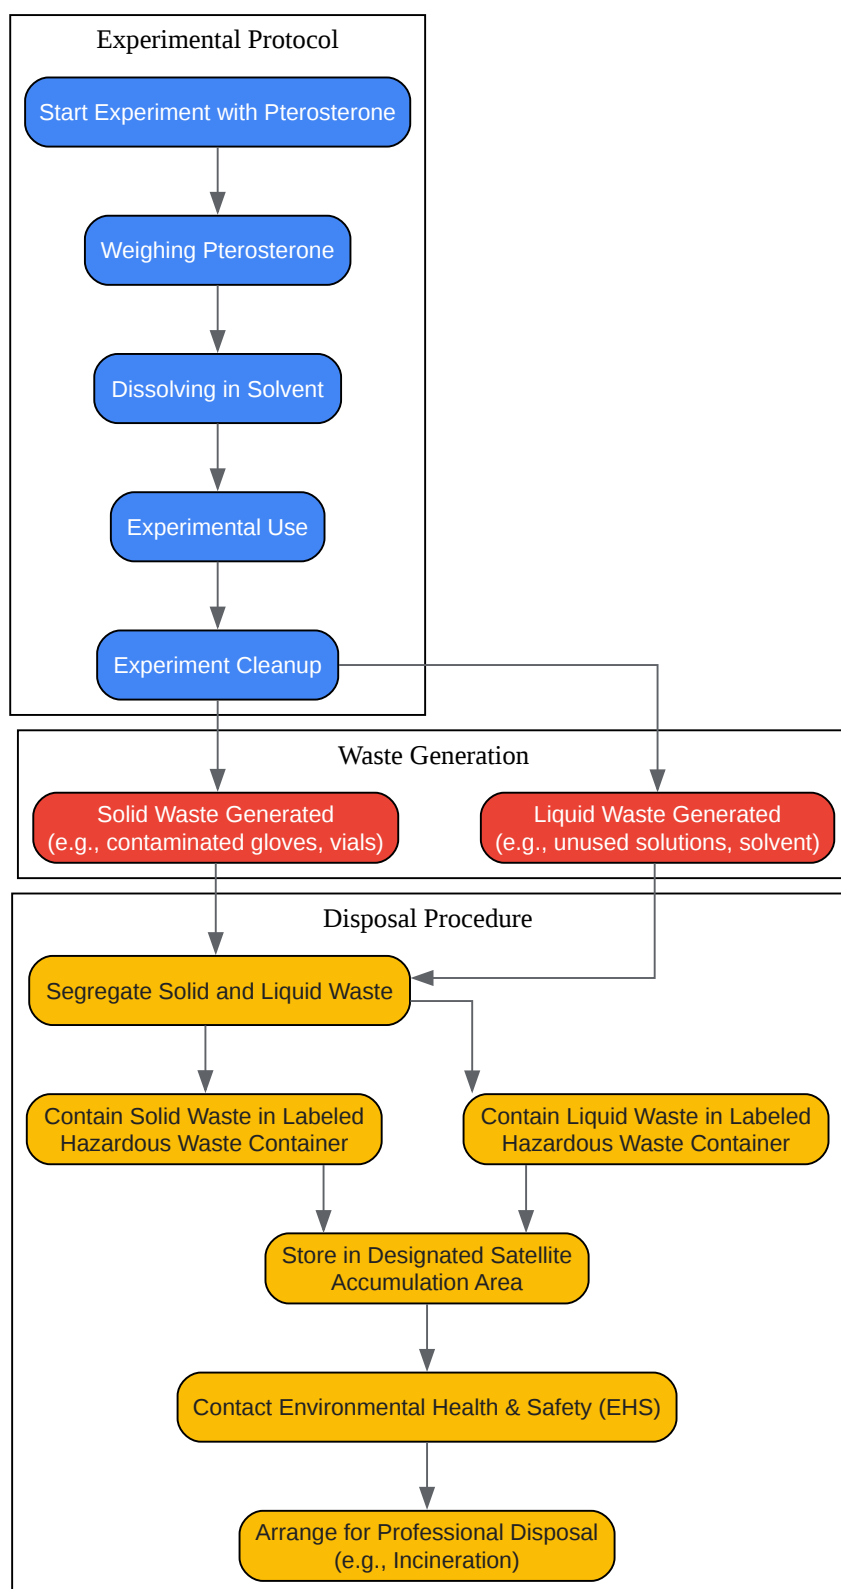 Experimental Protocol
Start Experiment with Pterosterone
Weighing Pterosterone
Dissolving in Solvent
Experimental Use
Experiment Cleanup
Waste Generation
Solid Waste Generated
(e.g., contaminated gloves, vials)
Liquid Waste Generated
(e.g., unused solutions, solvent)
Disposal Procedure
Segregate Solid and Liquid Waste
Contain Solid Waste in Labeled
Hazardous Waste Container
Contain Liquid Waste in Labeled
Hazardous Waste Container
Store in Designated Satellite
Accumulation Area
Contact Environmental Health & Safety (EHS)
Arrange for Professional Disposal
(e.g., Incineration)